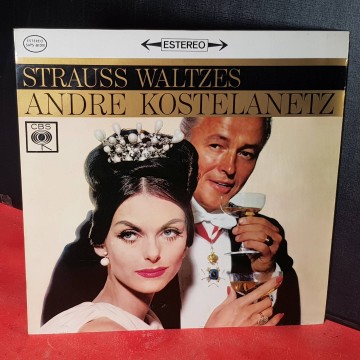 ESTEREO
STRAUSS WALTZES
ANDRE KOSTELANETZ
CBS